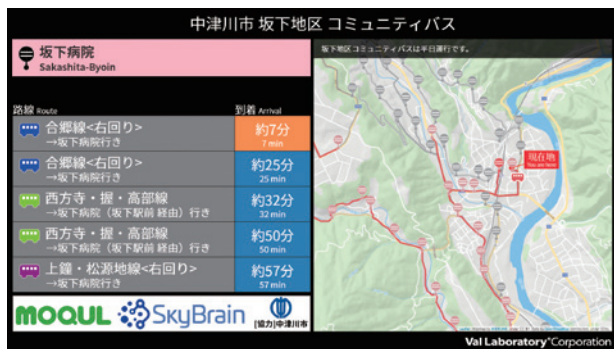 中津川市 坂下地区 コミュニティバス
坂下病院
Sakashita-Byoin
坂下地区コミュニティバスは平日運行です。
路線 Route
到着 Arrival
合郷線<右回り>
→坂下病院行き
約7分
7 min
合郷線<右回り>
→坂下病院行き
約25分
25 min
西方寺・握・高部線
→坂下病院（坂下駅前 経由）行き
約32分
32 min
西方寺・握・高部線
→坂下病院（坂下駅前 経由）行き
約50分
50 min
上鐘・松源地線<右回り>
→坂下病院行き
約57分
57 min
現在地
You are here
MOQUL
SkyBrain
[協力]中津川市
Val Laboratory Corporation